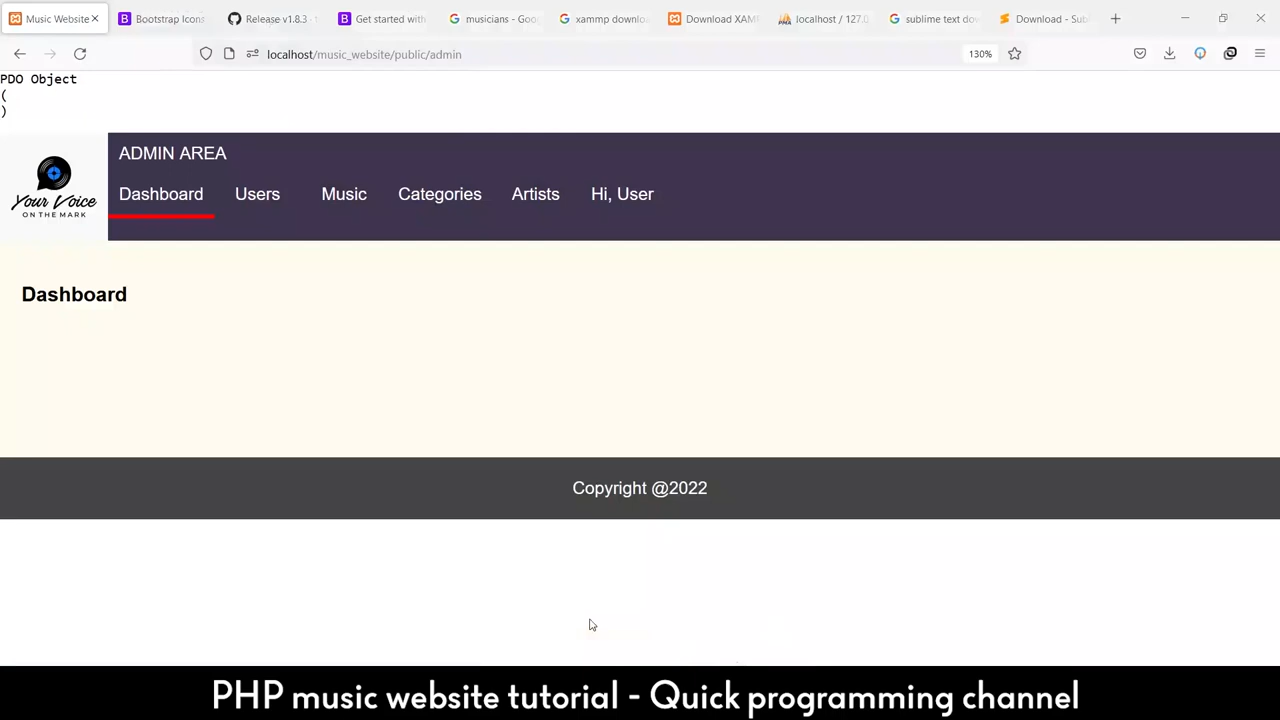 Music Website
Bootstrap Icons
Release v1.8.3 -
Get started with
musicians - Goo
xammp downlo
Download XAM
localhost / 127.0
sublime text do
Download - Sub
localhost/music_website/public/admin
130%
PDO Object
(
)
YOUR VOICE
ON THE MARK
ADMIN AREA
Dashboard Users Music Categories Artists Hi, User
Dashboard
Copyright @2022
PHP music website tutorial - Quick programming channel